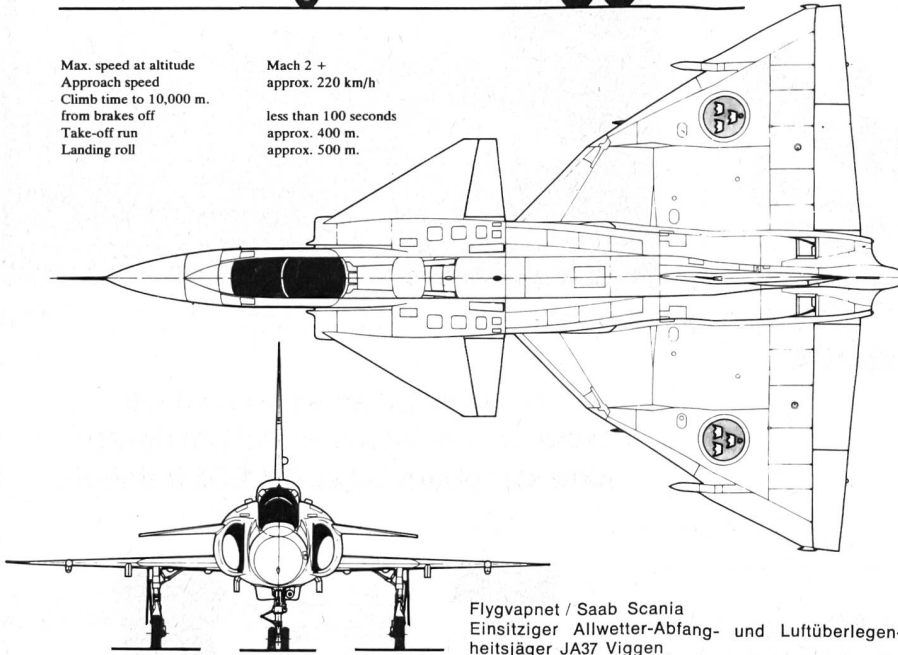 Max. speed at altitude Mach 2 +
Approach speed approx. 220 km/h
Climb time to 10,000 m.
from brakes off less than 100 seconds
Take-off run approx. 400 m.
Landing roll approx. 500 m.
Flygvapnet / Saab Scania
Einsitziger Allwetter-Abfang- und Luftüberlegen-
heitsjäger JA37 Viggen